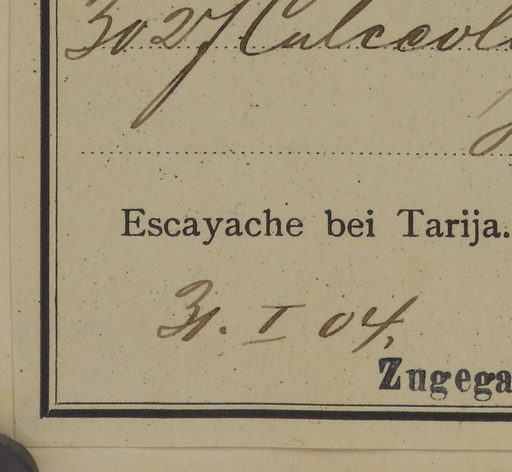 3027 Calceol
Escayache bei Tarija.
31. I 04,
Zugega